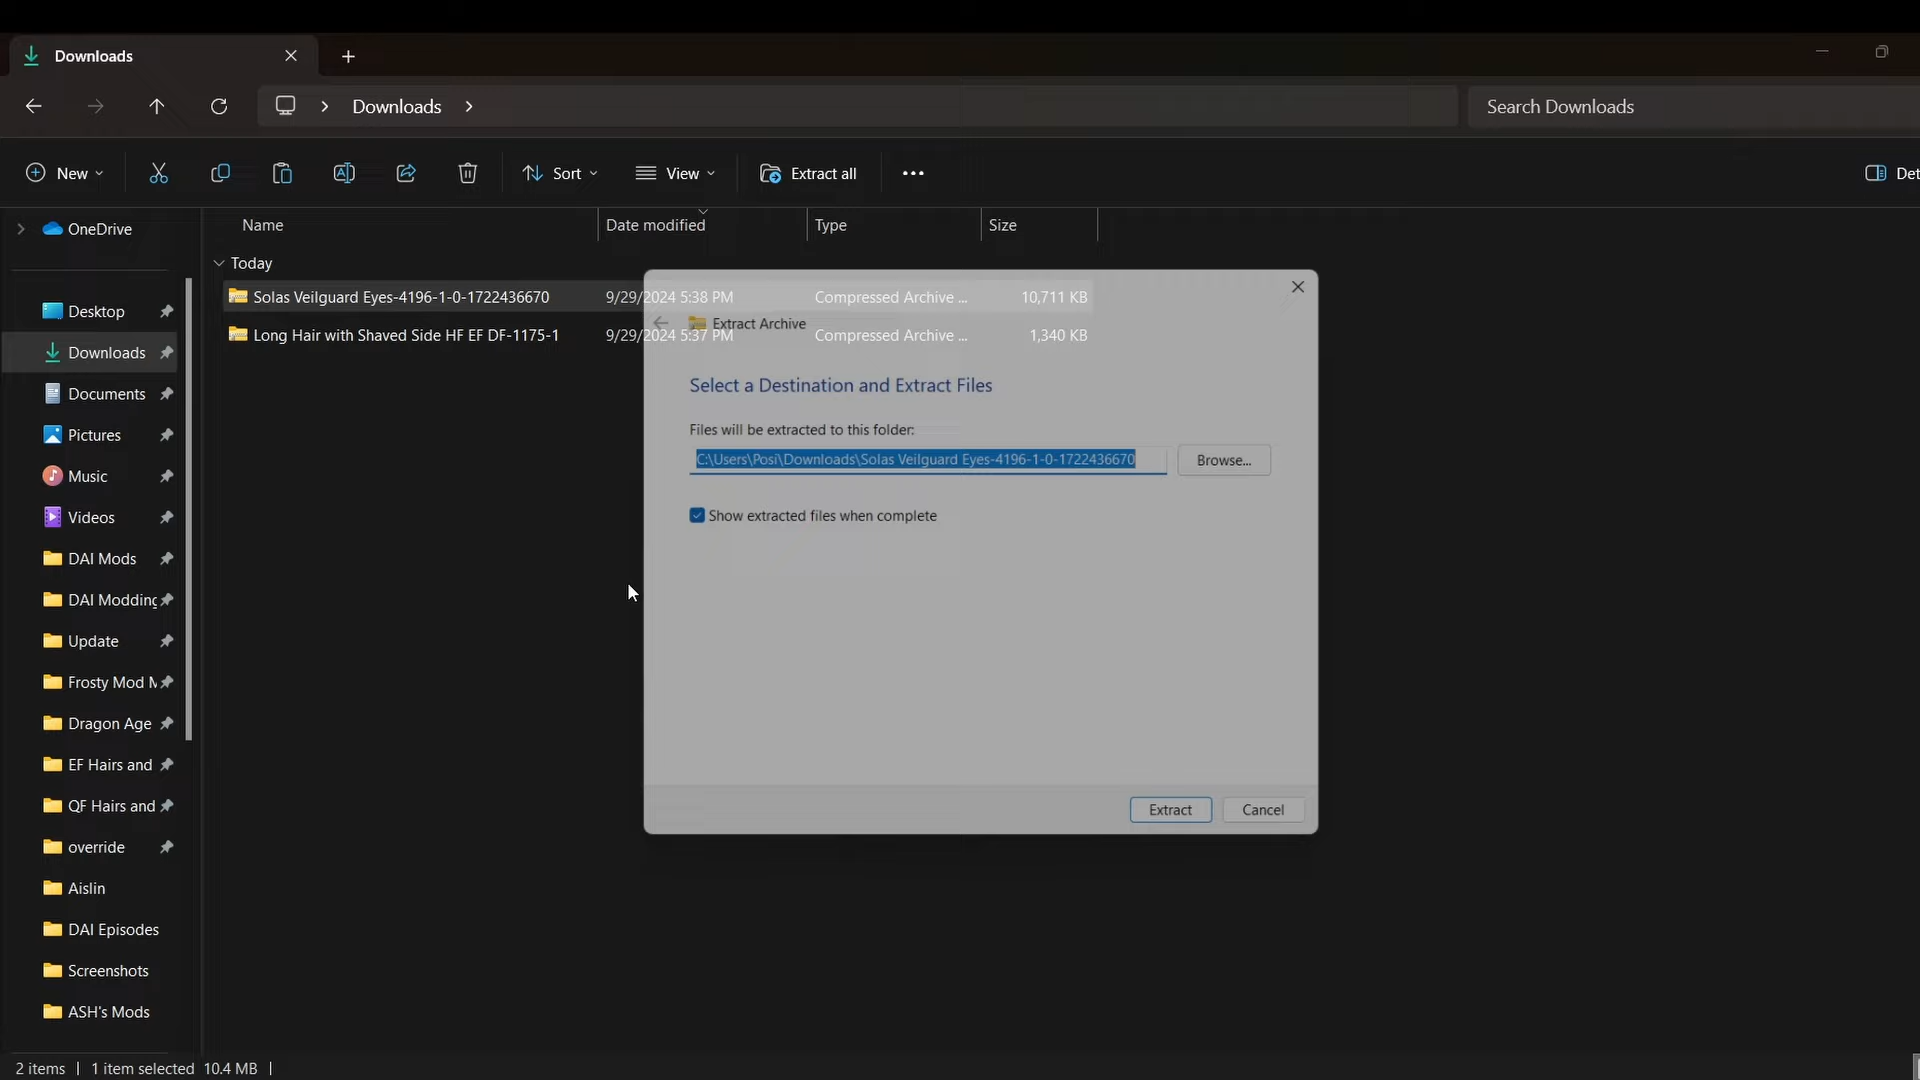 Downloads
Downloads
Search Downloads
New
Sort
View
Extract all
Det
Name
Date modified
Type
Size
OneDrive
Today
Solas Veilguard Eyes-4196-1-0-1722436670 9/29/2024 5:38 PM Compressed Archive ... 10,711 KB
Long Hair with Shaved Side HF EF DF-1175-1 9/29/2024 5:37 PM Compressed Archive ... 1,340 KB
Extract Archive
Select a Destination and Extract Files
Files will be extracted to this folder:
C:\Users\Posi\Downloads\Solas Veilguard Eyes-4196-1-0-1722436670
Browse...
Show extracted files when complete
Extract
Cancel
Desktop
Downloads
Documents
Pictures
Music
Videos
DAI Mods
DAI Modding
Update
Frosty Mod M
Dragon Age
EF Hairs and
QF Hairs and
override
Aislin
DAI Episodes
Screenshots
ASH's Mods
2 items
1 item selected 10.4 MB